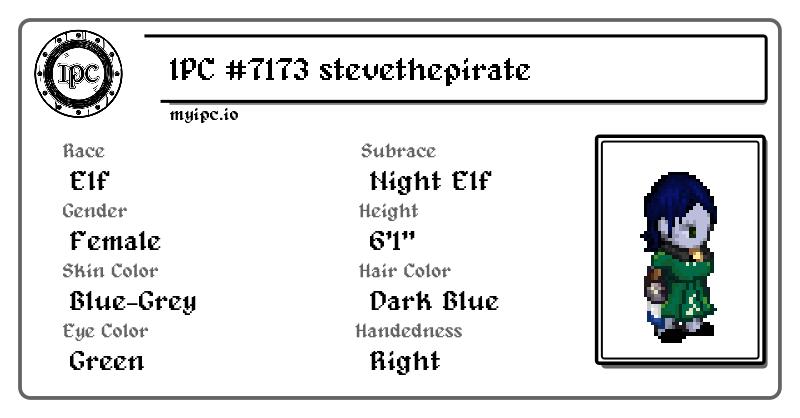 IPC
IPC #7173 stevethepirate
myipc.io
Race
Elf
Subrace
Night Elf
Gender
Female
Height
6'1"
Skin Color
Blue-Grey
Hair Color
Dark Blue
Eye Color
Green
Handedness
Right